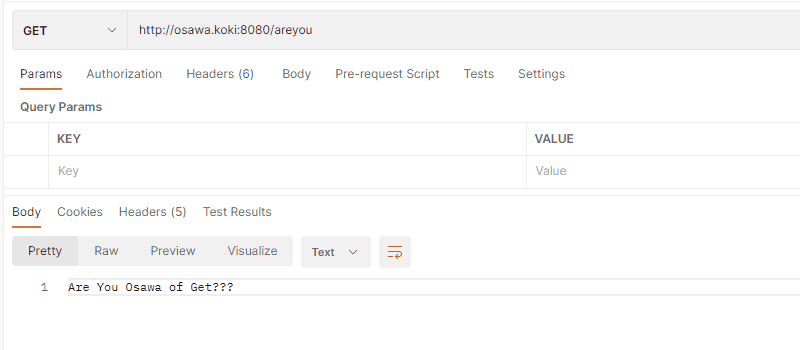 GET http://osawa.koki:8080/areyou
Params Authorization Headers (6) Body Pre-request Script Tests Settings
Query Params
KEY VALUE
Key Value
Body Cookies Headers (5) Test Results
Pretty Raw Preview Visualize Text
1 Are You Osawa of Get???